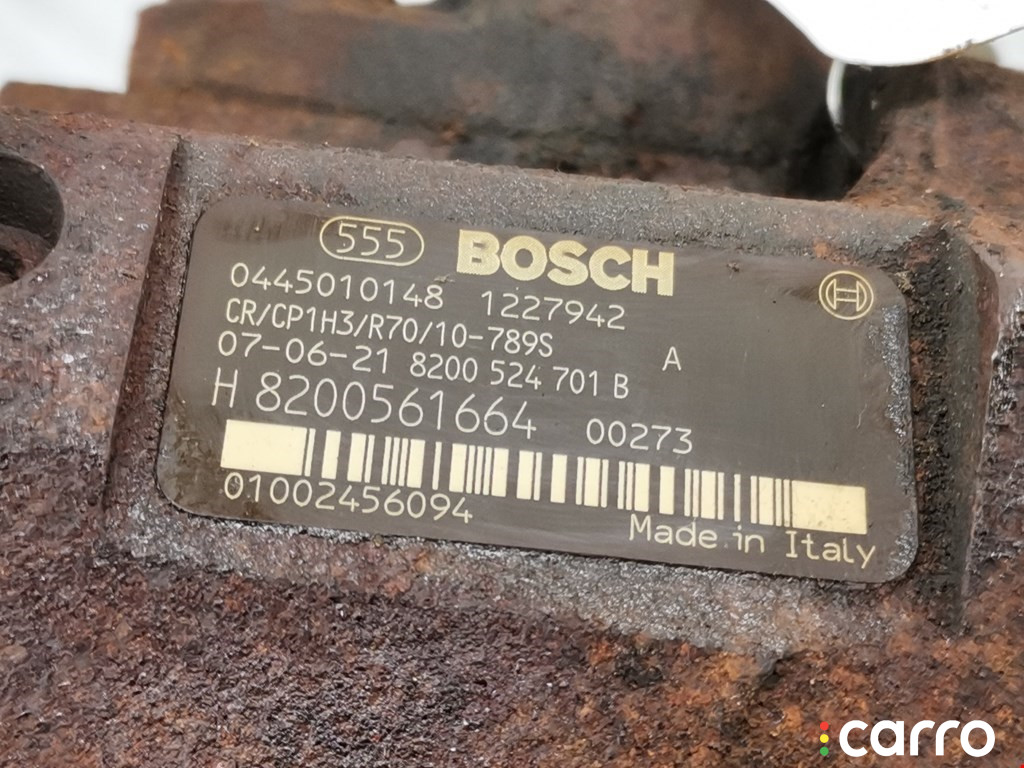 555 BOSCH
0445010148 1227942
CR/CP1H3/R70/10-789S A
07-06-21 8200 524 701 B
H 8200561664 00273
01002456094
Made in Italy
carro